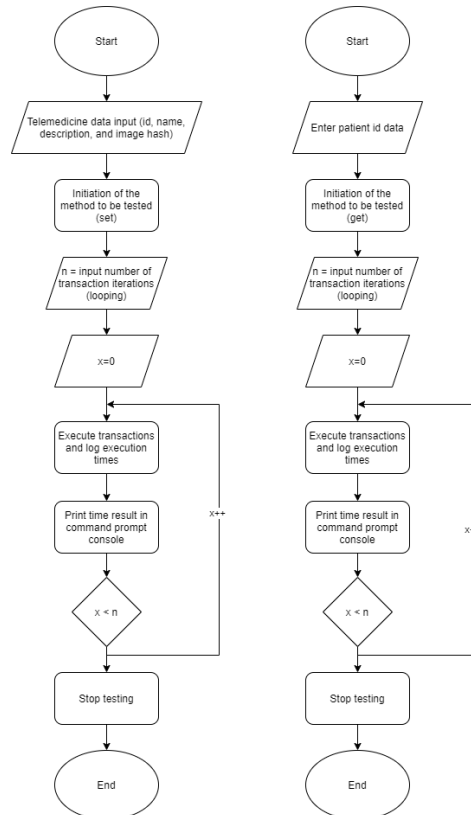 Start
Telemedicine data input (id, name,
description, and image hash)
Initiation of the
method to be tested
(set)
n = input number of
transaction iterations
(looping)
x=0
Execute transactions
and log execution
times
Print time result in
command prompt
console
x++
x < n
Stop testing
End
Start
Enter patient id data
Initiation of the
method to be tested
(get)
n = input number of
transaction iterations
(looping)
x=0
Execute transactions
and log execution
times
Print time result in
command prompt
console
x < n
Stop testing
End